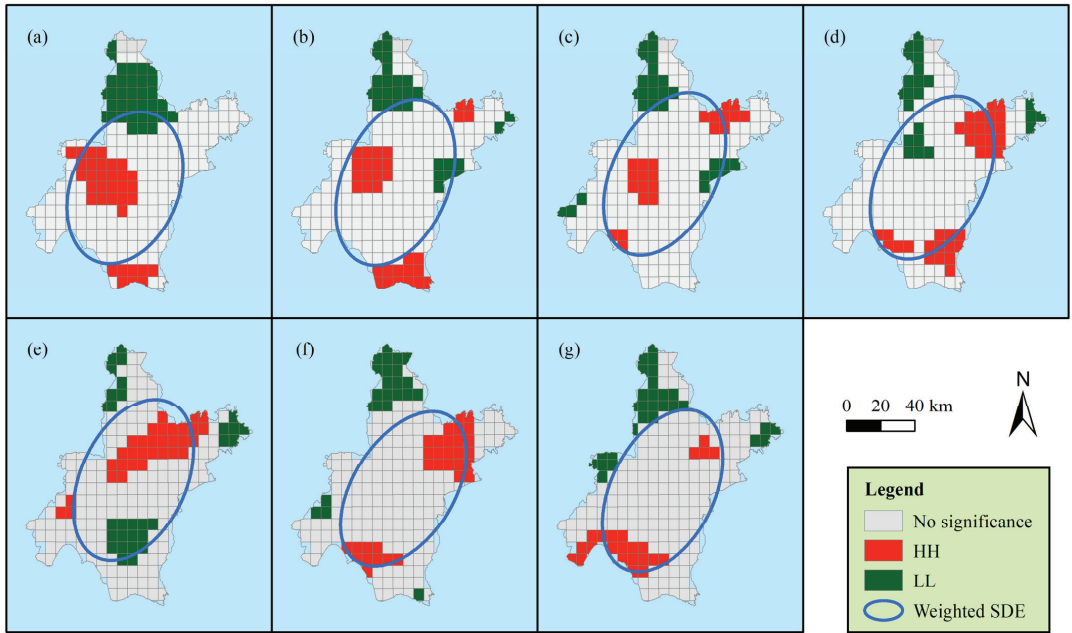 (a)
(b)
(c)
(d)
(e)
(f)
(g)
N
0 20 40 km
Legend
No significance
HH
LL
Weighted SDE